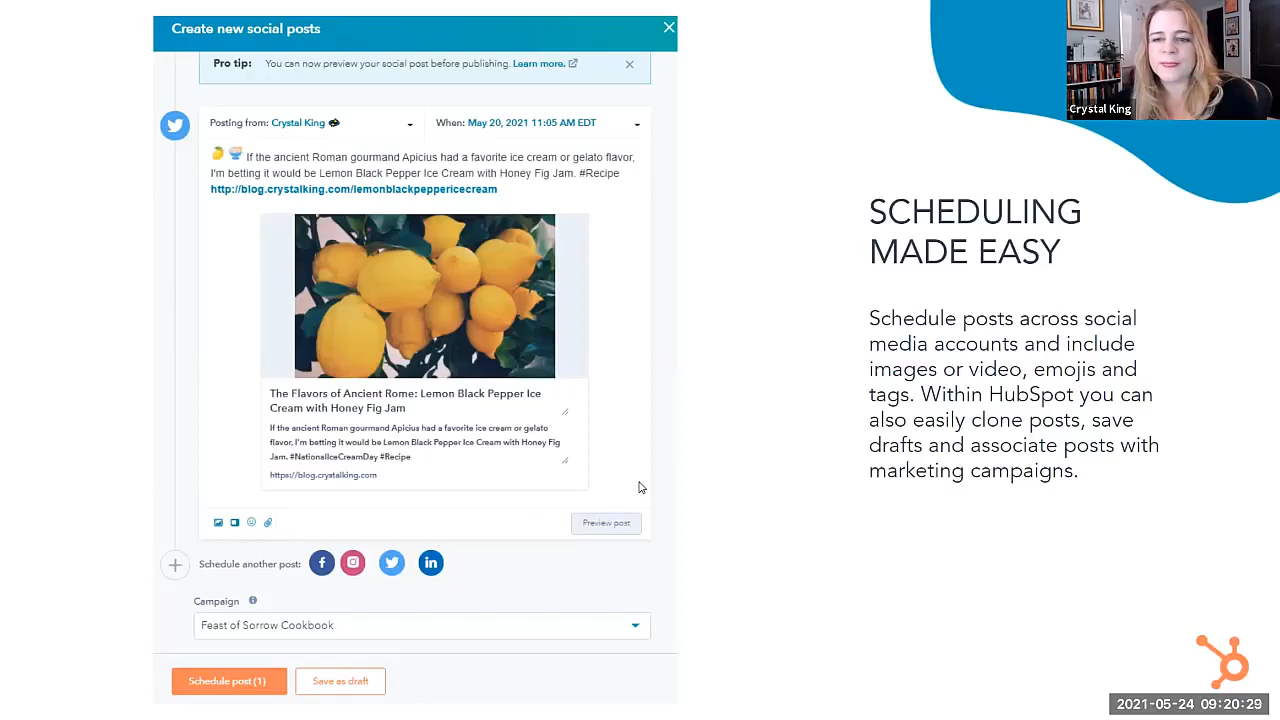 Create new social posts
Pro tip: You can now preview your social post before publishing. Learn more.
Posting from: Crystal King
When: May 20, 2021 11:05 AM EDT
If the ancient Roman gourmand Apicius had a favorite ice cream or gelato flavor,
I'm betting it would be Lemon Black Pepper Ice Cream with Honey Fig Jam. #Recipe
http://blog.crystalking.com/lemonblackpeppericecream
The Flavors of Ancient Rome: Lemon Black Pepper Ice
Cream with Honey Fig Jam
If the ancient Roman gourmand Apicius had a favorite ice cream or gelato
flavor, I'm betting it would be Lemon Black Pepper Ice Cream with Honey Fig
Jam. #NationalIceCreamDay #Recipe
https://blog.crystalking.com
Preview post
Schedule another post:
Campaign
Feast of Sorrow Cookbook
Schedule post (1)
Save as draft
Crystal King
SCHEDULING
MADE EASY
Schedule posts across social
media accounts and include
images or video, emojis and
tags. Within HubSpot you can
also easily clone posts, save
drafts and associate posts with
marketing campaigns.
2021-05-24 09:20:29